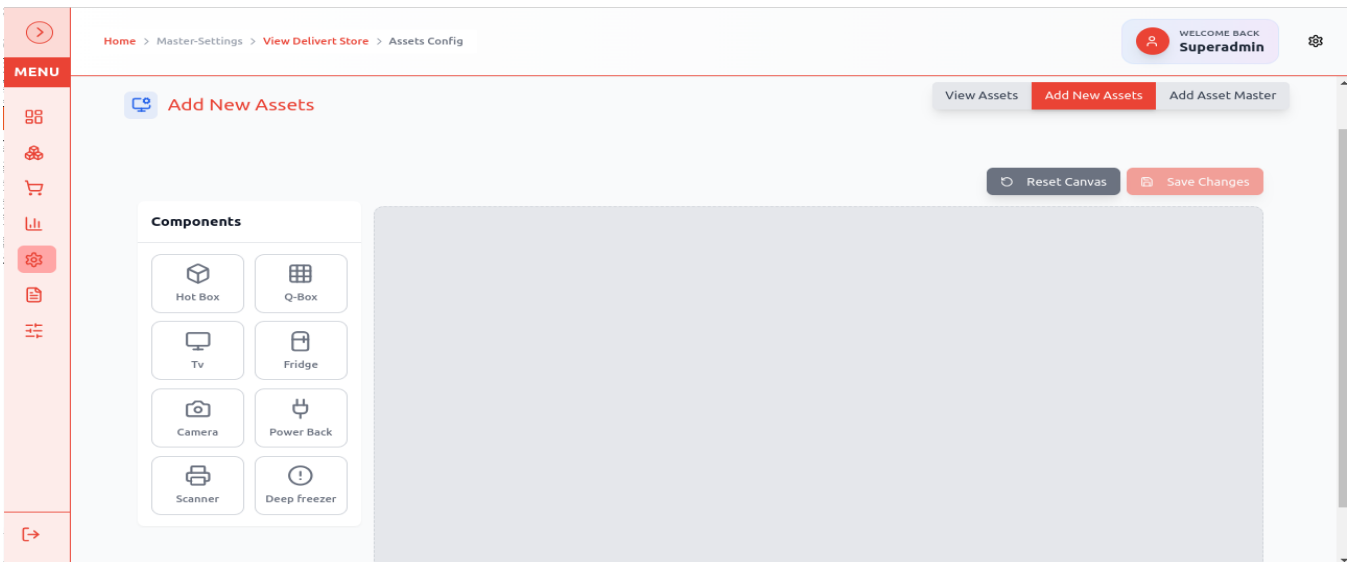 Home > Master-Settings > View Delivert Store > Assets Config
WELCOME BACK
Superadmin
MENU
Add New Assets
View Assets Add New Assets Add Asset Master
Reset Canvas Save Changes
Components
Hot Box Q-Box
Tv Fridge
Camera Power Back
Scanner Deep freezer